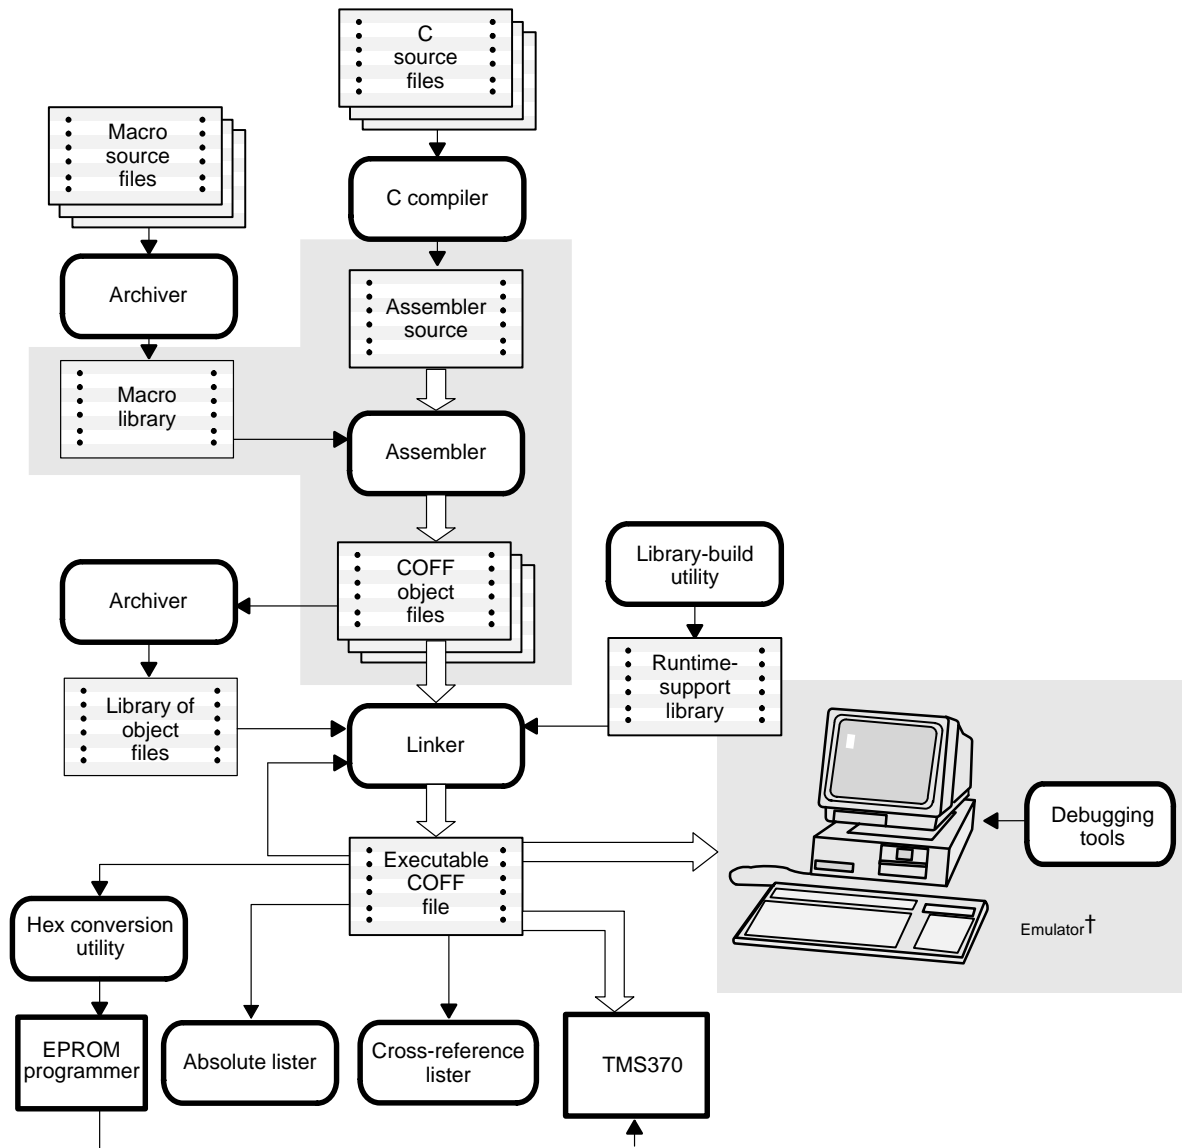 C
source
files
Macro
source
files
C compiler
Archiver
Assembler
source
Macro
library
Assembler
COFF
object
files
Library-build
utility
Archiver
Runtime-
support
library
Library of
object
files
Linker
Debugging
tools
Executable
COFF
file
Emulator†
Hex conversion
utility
EPROM
programmer
Absolute lister
Cross-reference
lister
TMS370